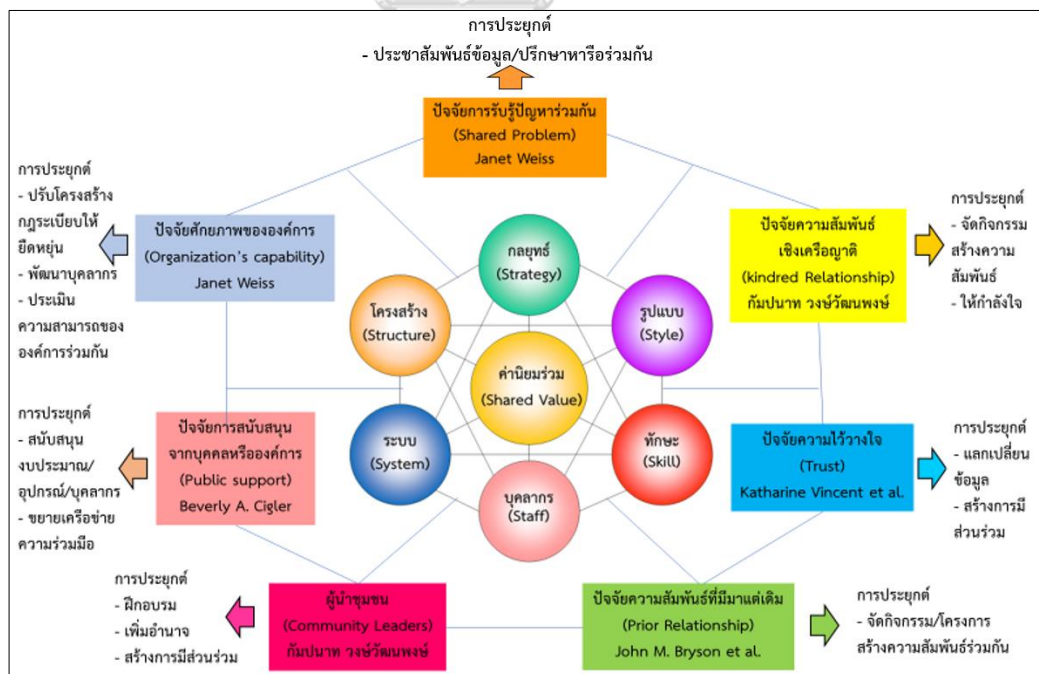 การประยุกต์
- ประชาสัมพันธ์ข้อมูล/ปรึกษาหารือร่วมกัน
ปัจจัยการรับรู้ปัญหาร่วมกัน
(Shared Problem)
Janet Weiss
การประยุกต์
- ปรับโครงสร้าง
กฎระเบียบให้
ยืดหยุ่น
- พัฒนาบุคลากร
- ประเมิน
ความสามารถของ
องค์การร่วมกัน
ปัจจัยศักยภาพขององค์การ
(Organization's capability)
Janet Weiss
ปัจจัยความสัมพันธ์
เชิงเครือญาติ
(kindred Relationship)
กัมปนาท วงษ์วัฒนพงษ์
การประยุกต์
- จัดกิจกรรม
สร้างความ
สัมพันธ์
- ให้กำลังใจ
กลยุทธ์
(Strategy)
โครงสร้าง
(Structure)
รูปแบบ
(Style)
ค่านิยมร่วม
(Shared Value)
ระบบ
(System)
ทักษะ
(Skill)
บุคลากร
(Staff)
การประยุกต์
- สนับสนุน
งบประมาณ/
อุปกรณ์/บุคลากร
- ขยายเครือข่าย
ความร่วมมือ
ปัจจัยการสนับสนุน
จากบุคคลหรือองค์การ
(Public support)
Beverly A. Cigler
ปัจจัยความไว้วางใจ
(Trust)
Katharine Vincent et al.
การประยุกต์
- แลกเปลี่ยน
ข้อมูล
- สร้างการมี
ส่วนร่วม
การประยุกต์
- ฝึกอบรม
- เพิ่มอำนาจ
- สร้างการมีส่วนร่วม
ผู้นำชุมชน
(Community Leaders)
กัมปนาท วงษ์วัฒนพงษ์
ปัจจัยความสัมพันธ์ที่มีมาแต่เดิม
(Prior Relationship)
John M. Bryson et al.
การประยุกต์
- จัดกิจกรรม/โครงการ
สร้างความสัมพันธ์ร่วมกัน